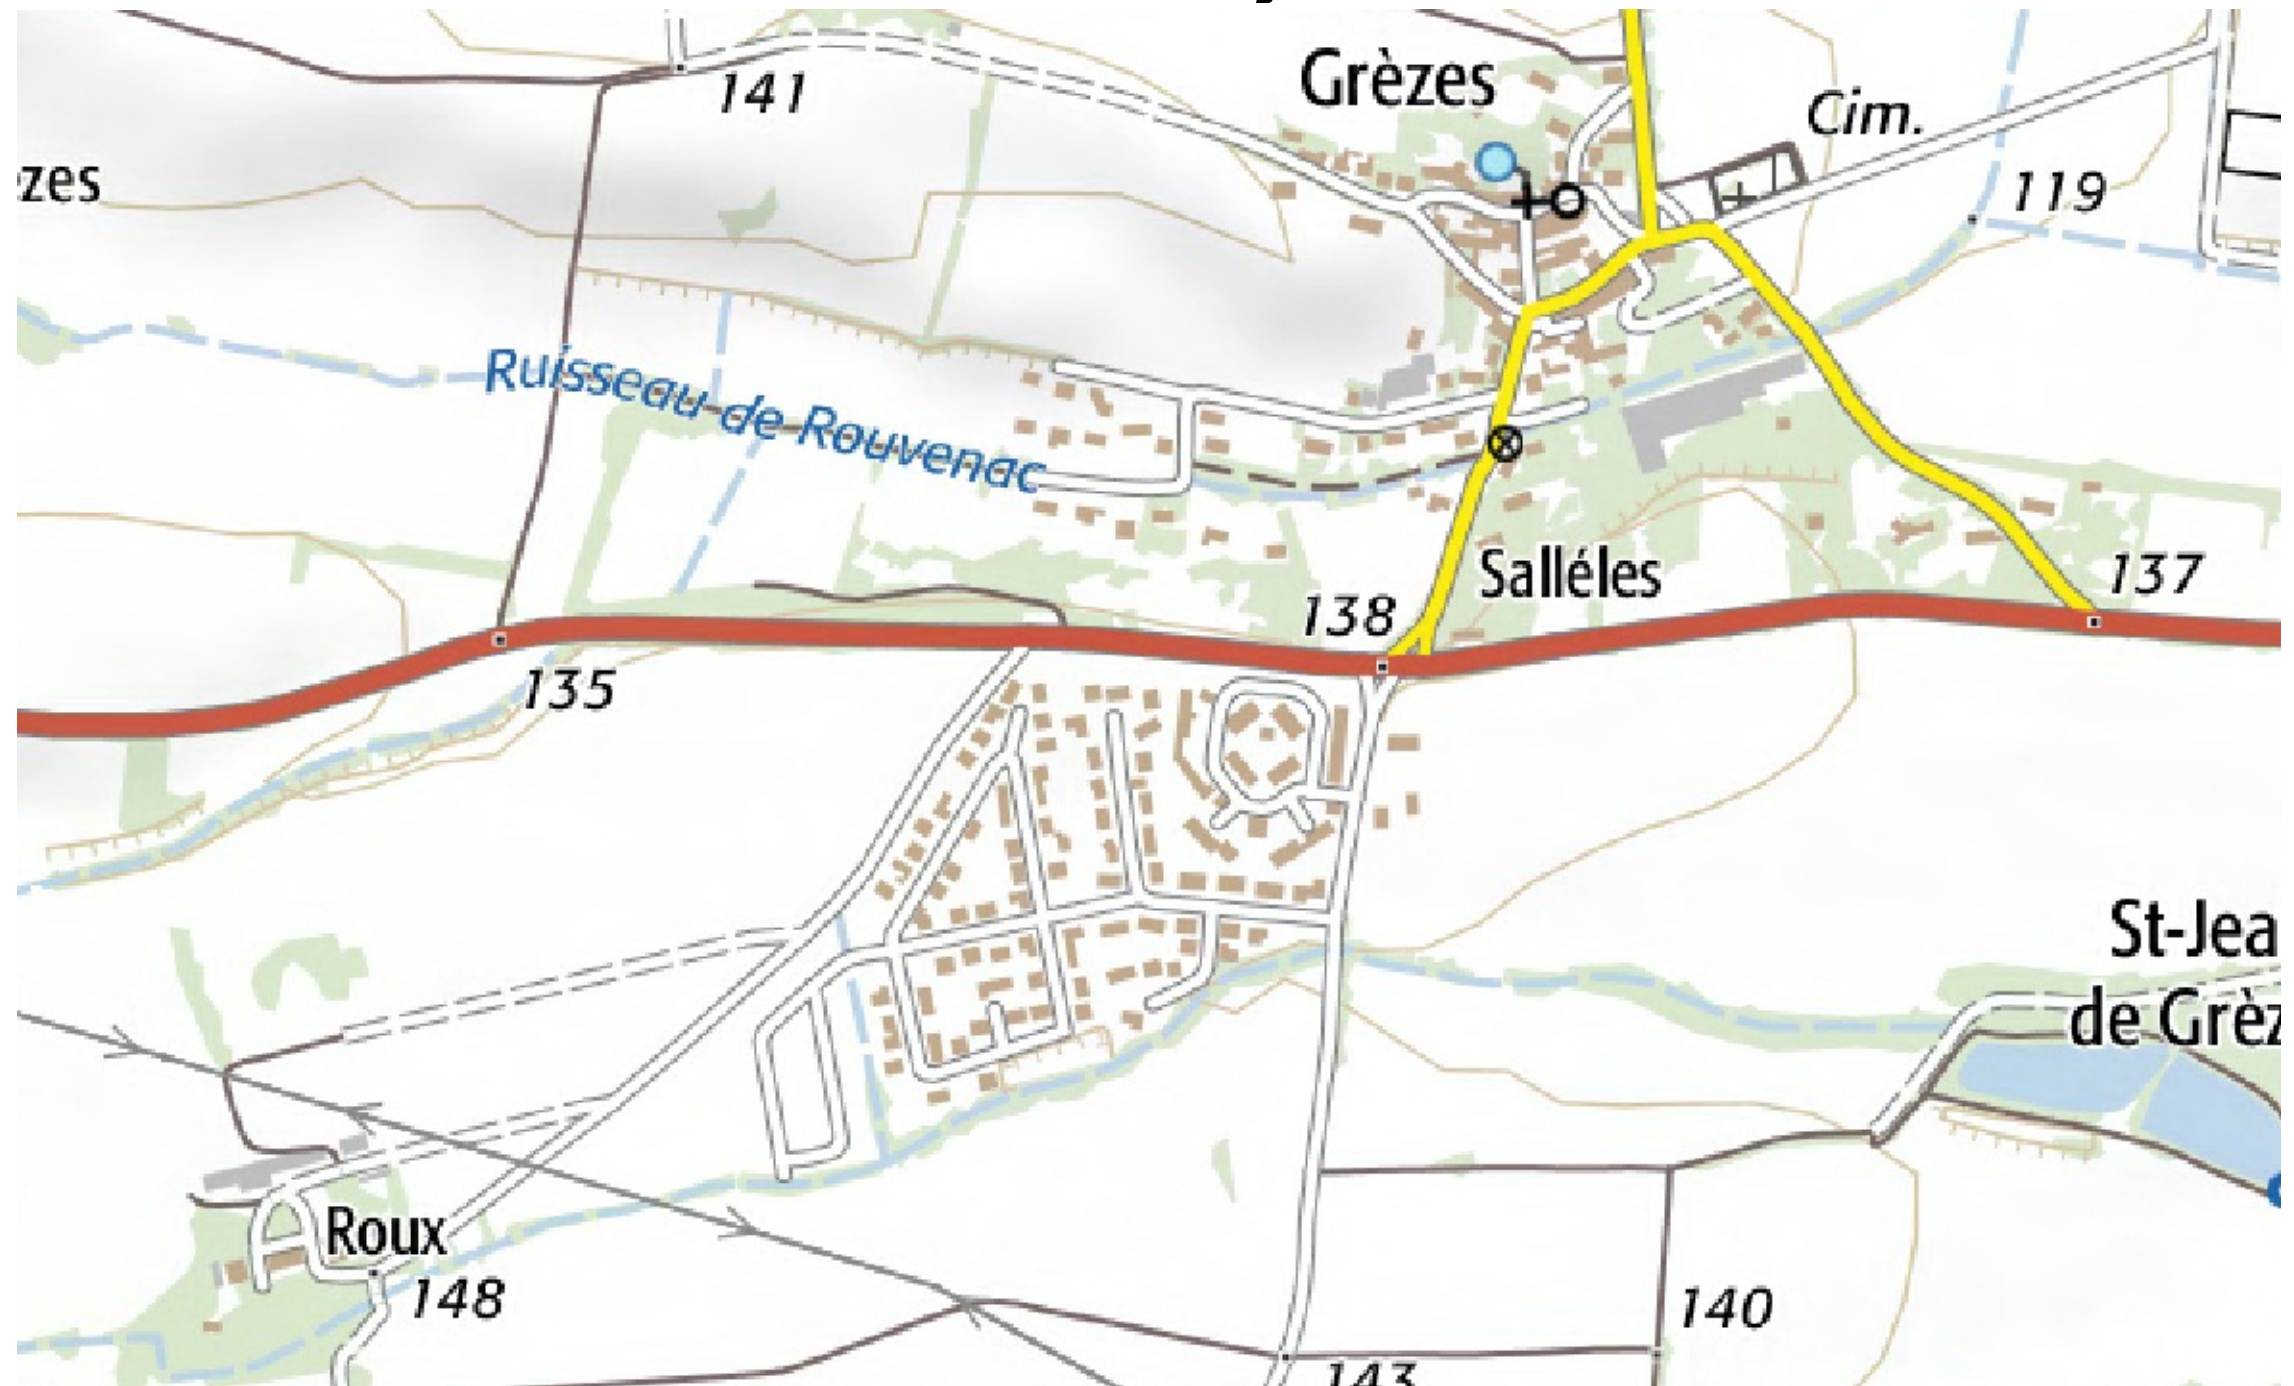 141
Grèzes
Cim.
zes
119
Ruisseau de Rouvenac
Salléles
138
137
135
St-Jea
de Grèz
Roux
148
140
143